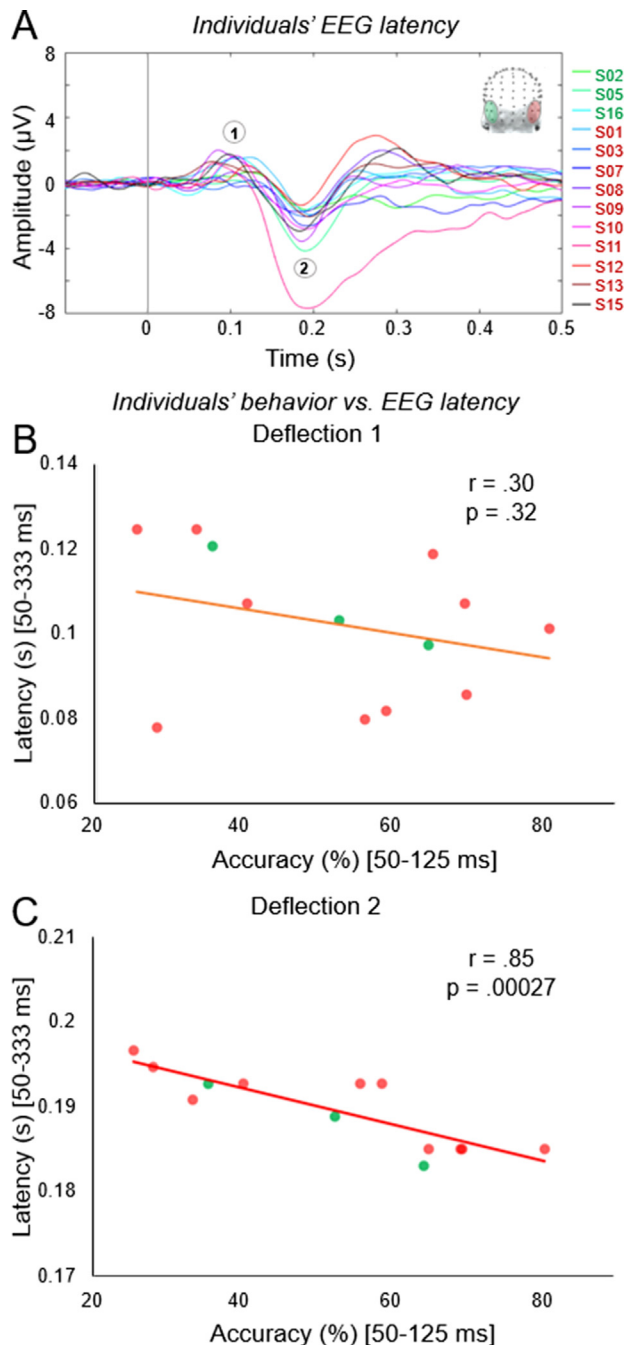 A
Individuals' EEG latency
Amplitude (µV)
8
4
0
-4
-8
1
2
0
0.1
0.2
0.3
0.4
0.5
Time (s)
S02
S05
S16
S01
S03
S07
S08
S09
S10
S11
S12
S13
S15
Individuals' behavior vs. EEG latency
B
Deflection 1
r = .30
p = .32
Latency (s) [50-333 ms]
0.14
0.12
0.1
0.08
0.06
20
40
60
80
Accuracy (%) [50-125 ms]
C
Deflection 2
r = .85
p = .00027
Latency (s) [50-333 ms]
0.21
0.2
0.19
0.18
0.17
20
40
60
80
Accuracy (%) [50-125 ms]